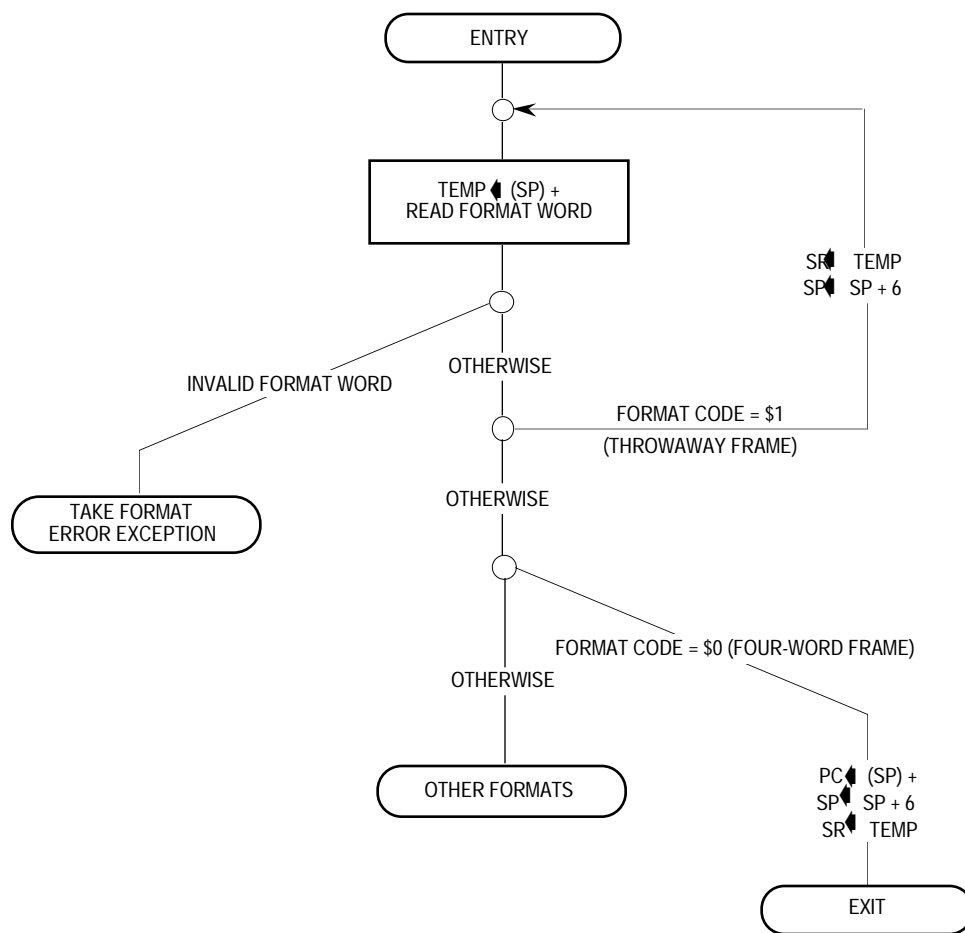 ENTRY
TEMP (SP) +
READ FORMAT WORD
SR TEMP
SP SP + 6
OTHERWISE
INVALID FORMAT WORD
FORMAT CODE = $1
(THROWAWAY FRAME)
TAKE FORMAT
ERROR EXCEPTION
OTHERWISE
FORMAT CODE = $0 (FOUR-WORD FRAME)
OTHERWISE
OTHER FORMATS
PC (SP) +
SP SP + 6
SR TEMP
EXIT